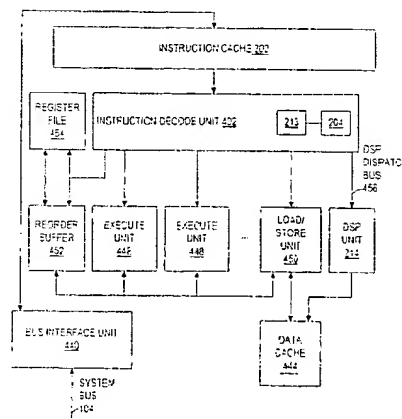 INSTRUCTION CACHE 202
REGISTER
FILE
454
INSTRUCTION DECODE UNIT 402
213
204
DSP
DISPATCH
BUS
456
REORDER
BUFFER
452
EXECUTE
UNIT
EXECUTE
UNIT
448
LOAD/
STORE
UNIT
450
DSP
UNIT
214
BUS INTERFACE UNIT
440
DATA
CACHE
444
SYSTEM
BUS
104